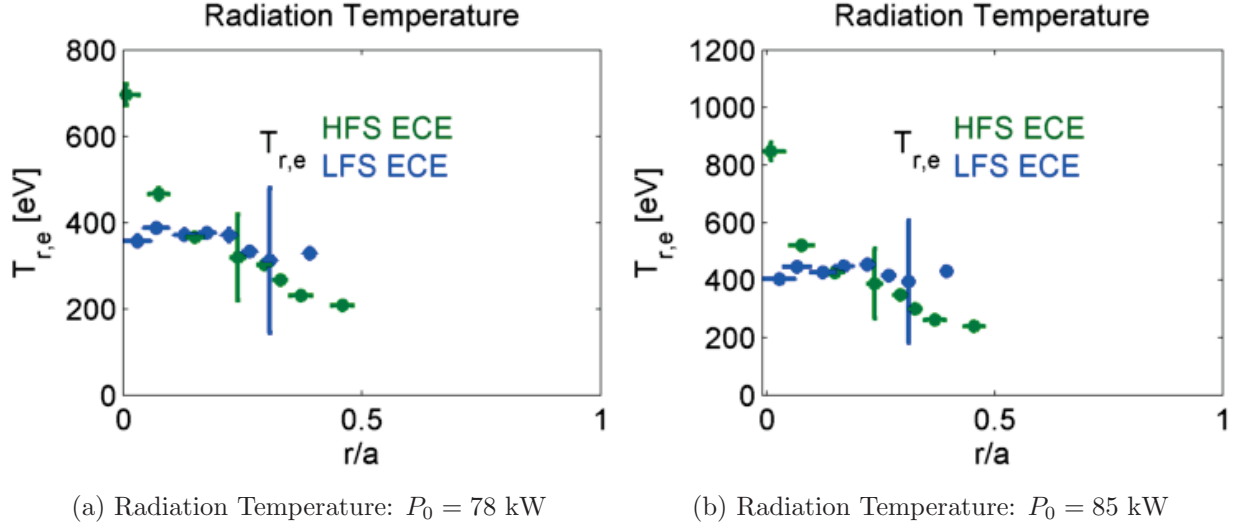 Radiation Temperature
800
600
400
200
0
T_{r,e} [eV]
T_{r,e}
HFS ECE
LFS ECE
0
0.5
1
r/a
(a) Radiation Temperature: P_0 = 78 kW
Radiation Temperature
1200
1000
800
600
400
200
0
T_{r,e} [eV]
T_{r,e}
HFS ECE
LFS ECE
0
0.5
1
r/a
(b) Radiation Temperature: P_0 = 85 kW